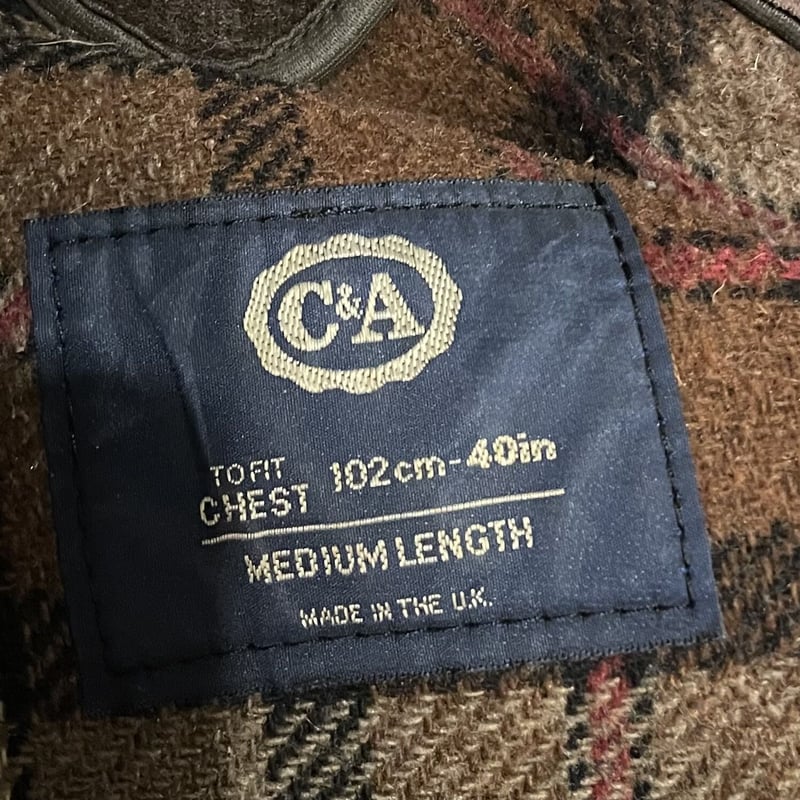 C&A
TO FIT
CHEST 102cm-40in
MEDIUM LENGTH
MADE IN THE U.K.